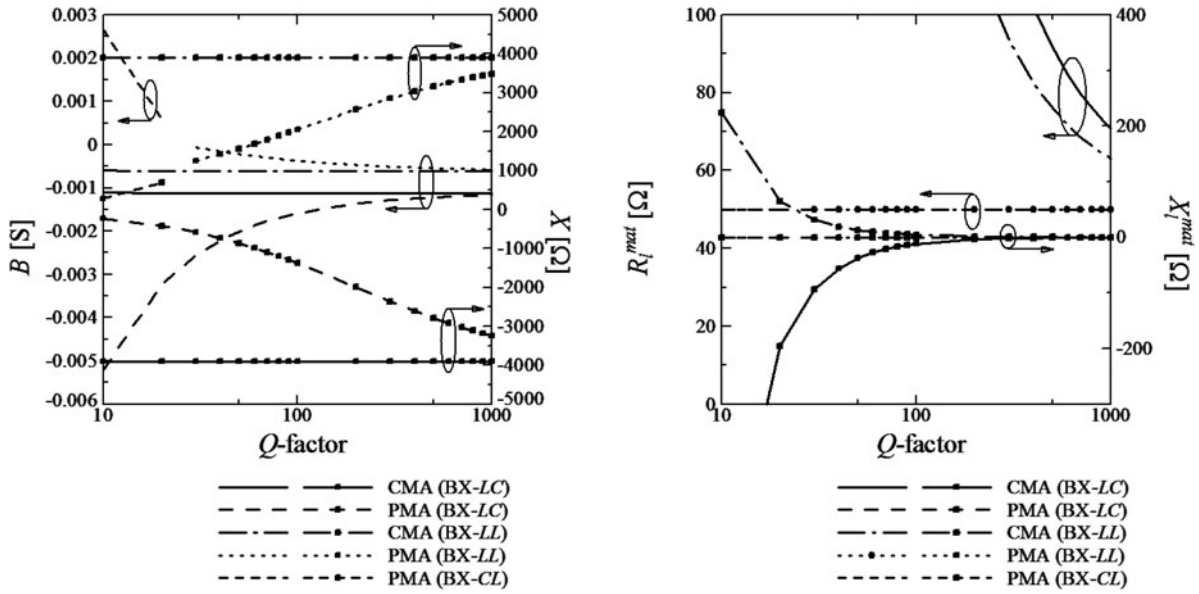 0.003
0.002
0.001
0
-0.001
-0.002
-0.003
-0.004
-0.005
-0.006
B [S]
5000
4000
3000
2000
1000
0
-1000
-2000
-3000
-4000
-5000
X [Ω]
10
100
1000
Q-factor
CMA (BX-LC)
PMA (BX-LC)
CMA (BX-LL)
PMA (BX-LL)
PMA (BX-CL)
100
80
60
40
20
0
R_l^mat [Ω]
400
200
0
-200
X_l^mat [Ω]
10
100
1000
Q-factor
CMA (BX-LC)
PMA (BX-LC)
CMA (BX-LL)
PMA (BX-LL)
PMA (BX-CL)